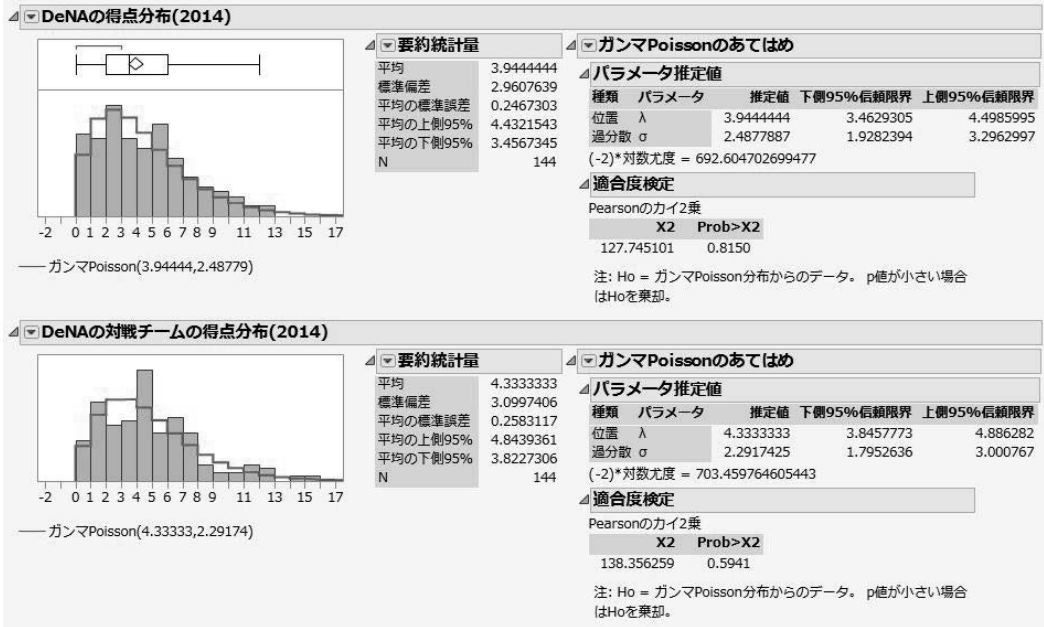 DeNAの得点分布(2014)
-2 0 1 2 3 4 5 6 7 8 9 11 13 15 17
ガンマPoisson(3.94444,2.48779)
要約統計量
平均 3.9444444
標準偏差 2.9607639
平均の標準誤差 0.2467303
平均の上側95% 4.4321543
平均の下側95% 3.4567345
N 144
ガンマPoissonのあてはめ
パラメータ推定値
種類 パラメータ 推定値 下側95%信頼限界 上側95%信頼限界
位置 λ 3.9444444 3.4629305 4.4985995
過分散 σ 2.4877887 1.9282394 3.2962997
(-2)*対数尤度 = 692.604702699477
適合度検定
Pearsonのカイ2乗
X2 Prob>X2
127.745101 0.8150
注: Ho = ガンマPoisson分布からのデータ。 p値が小さい場合
はHoを棄却。
DeNAの対戦チームの得点分布(2014)
-2 0 1 2 3 4 5 6 7 8 9 11 13 15 17
ガンマPoisson(4.33333,2.29174)
要約統計量
平均 4.3333333
標準偏差 3.0997406
平均の標準誤差 0.2583117
平均の上側95% 4.8439361
平均の下側95% 3.8227306
N 144
ガンマPoissonのあてはめ
パラメータ推定値
種類 パラメータ 推定値 下側95%信頼限界 上側95%信頼限界
位置 λ 4.3333333 3.8457773 4.886282
過分散 σ 2.2917425 1.7952636 3.000767
(-2)*対数尤度 = 703.459764605443
適合度検定
Pearsonのカイ2乗
X2 Prob>X2
138.356259 0.5941
注: Ho = ガンマPoisson分布からのデータ。 p値が小さい場合
はHoを棄却。